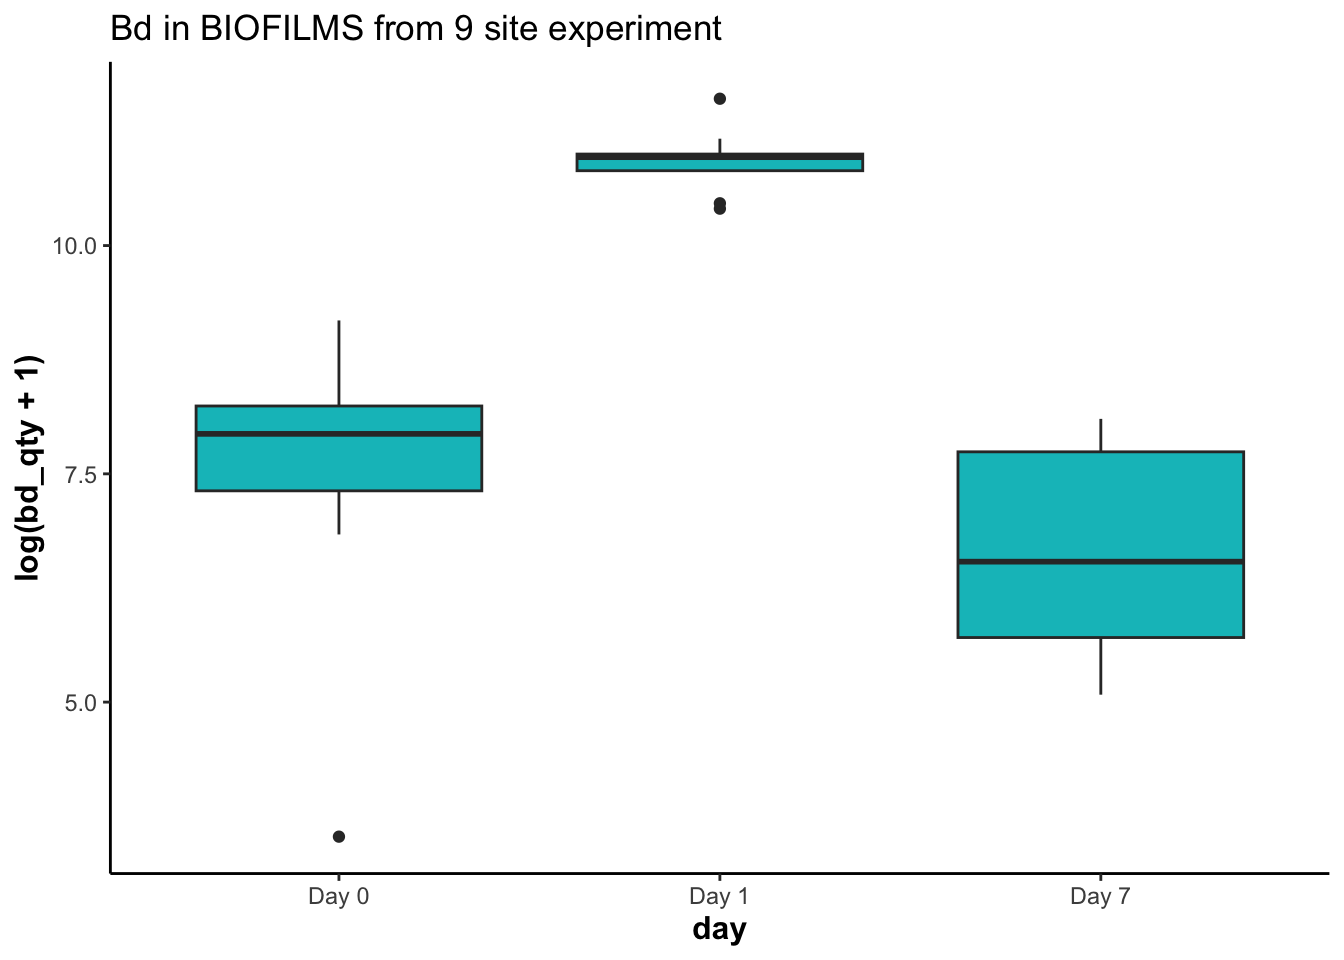 Bd in BIOFILMS from 9 site experiment
log(bd_qty + 1)
10.0
7.5
5.0
Day 0
Day 1
Day 7
day